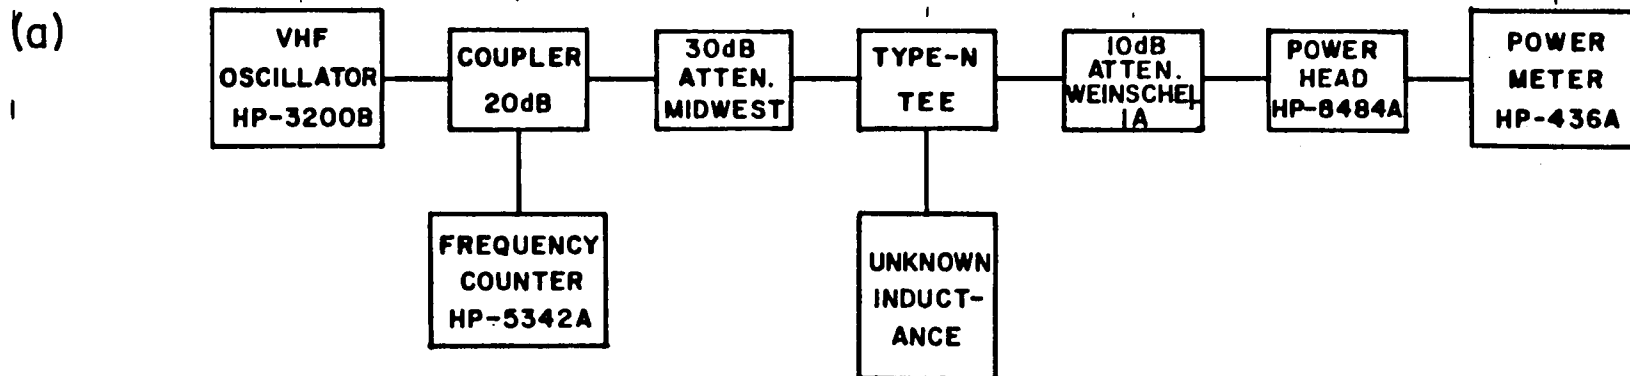 (a)
VHF
OSCILLATOR
HP-3200B
COUPLER
20dB
30dB
ATTEN.
MIDWEST
TYPE-N
TEE
10dB
ATTEN.
WEINSCHEL
1A
POWER
HEAD
HP-8484A
POWER
METER
HP-436A
FREQUENCY
COUNTER
HP-5342A
UNKNOWN
INDUCT-
ANCE